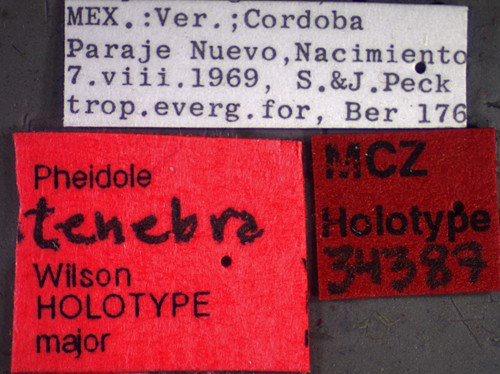 MEX.:Ver.;Cordoba
Paraje Nuevo,Nacimiento
7.viii.1969, S.&J.Peck
trop.everg.for, Ber 176
Pheidole
tenebra
Wilson
HOLOTYPE
major
MCZ
Holotype
34387